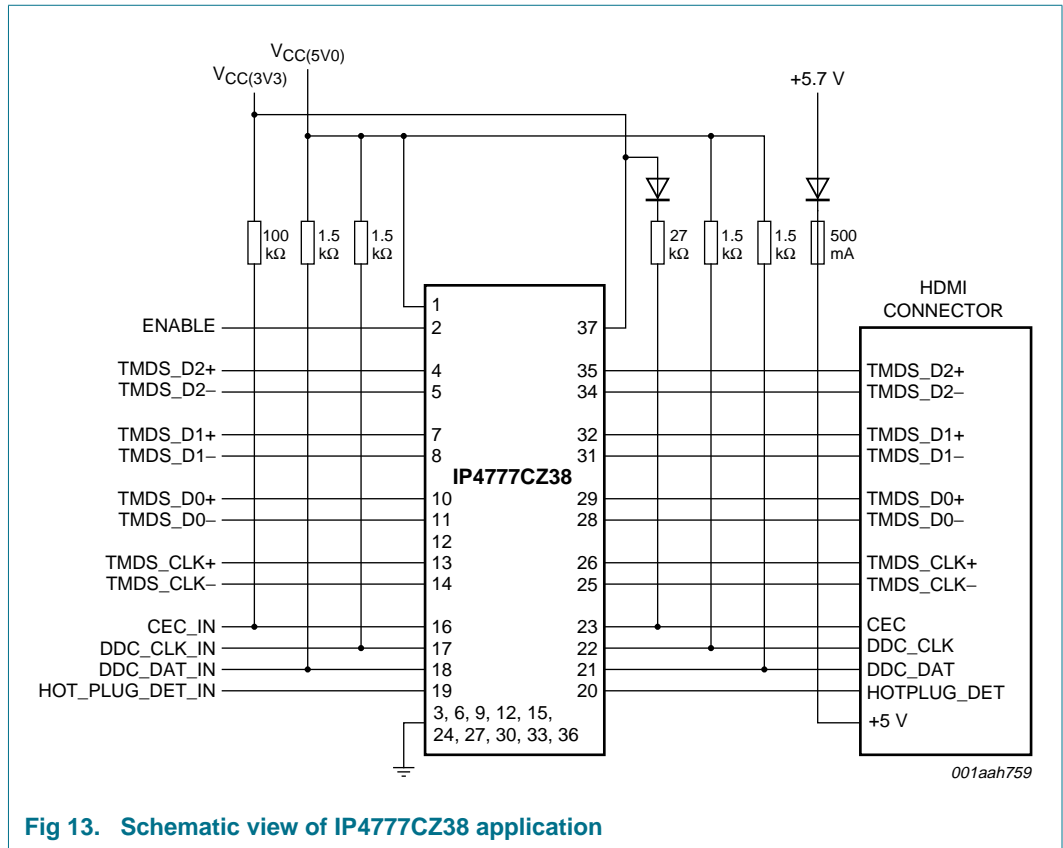 VCC(5V0)
VCC(3V3)
+5.7 V
100 kΩ
1.5 kΩ
1.5 kΩ
27 kΩ
1.5 kΩ
1.5 kΩ
500 mA
HDMI
CONNECTOR
1
ENABLE 2 37
TMDS_D2+ 4 35 TMDS_D2+
TMDS_D2− 5 34 TMDS_D2−
TMDS_D1+ 7 32 TMDS_D1+
TMDS_D1− 8 31 TMDS_D1−
IP4777CZ38
TMDS_D0+ 10 29 TMDS_D0+
TMDS_D0− 11 28 TMDS_D0−
12
TMDS_CLK+ 13 26 TMDS_CLK+
TMDS_CLK− 14 25 TMDS_CLK−
CEC_IN 16 23 CEC
DDC_CLK_IN 17 22 DDC_CLK
DDC_DAT_IN 18 21 DDC_DAT
HOT_PLUG_DET_IN 19 20 HOTPLUG_DET
3, 6, 9, 12, 15,
24, 27, 30, 33, 36
+5 V
001aah759
Fig 13. Schematic view of IP4777CZ38 application